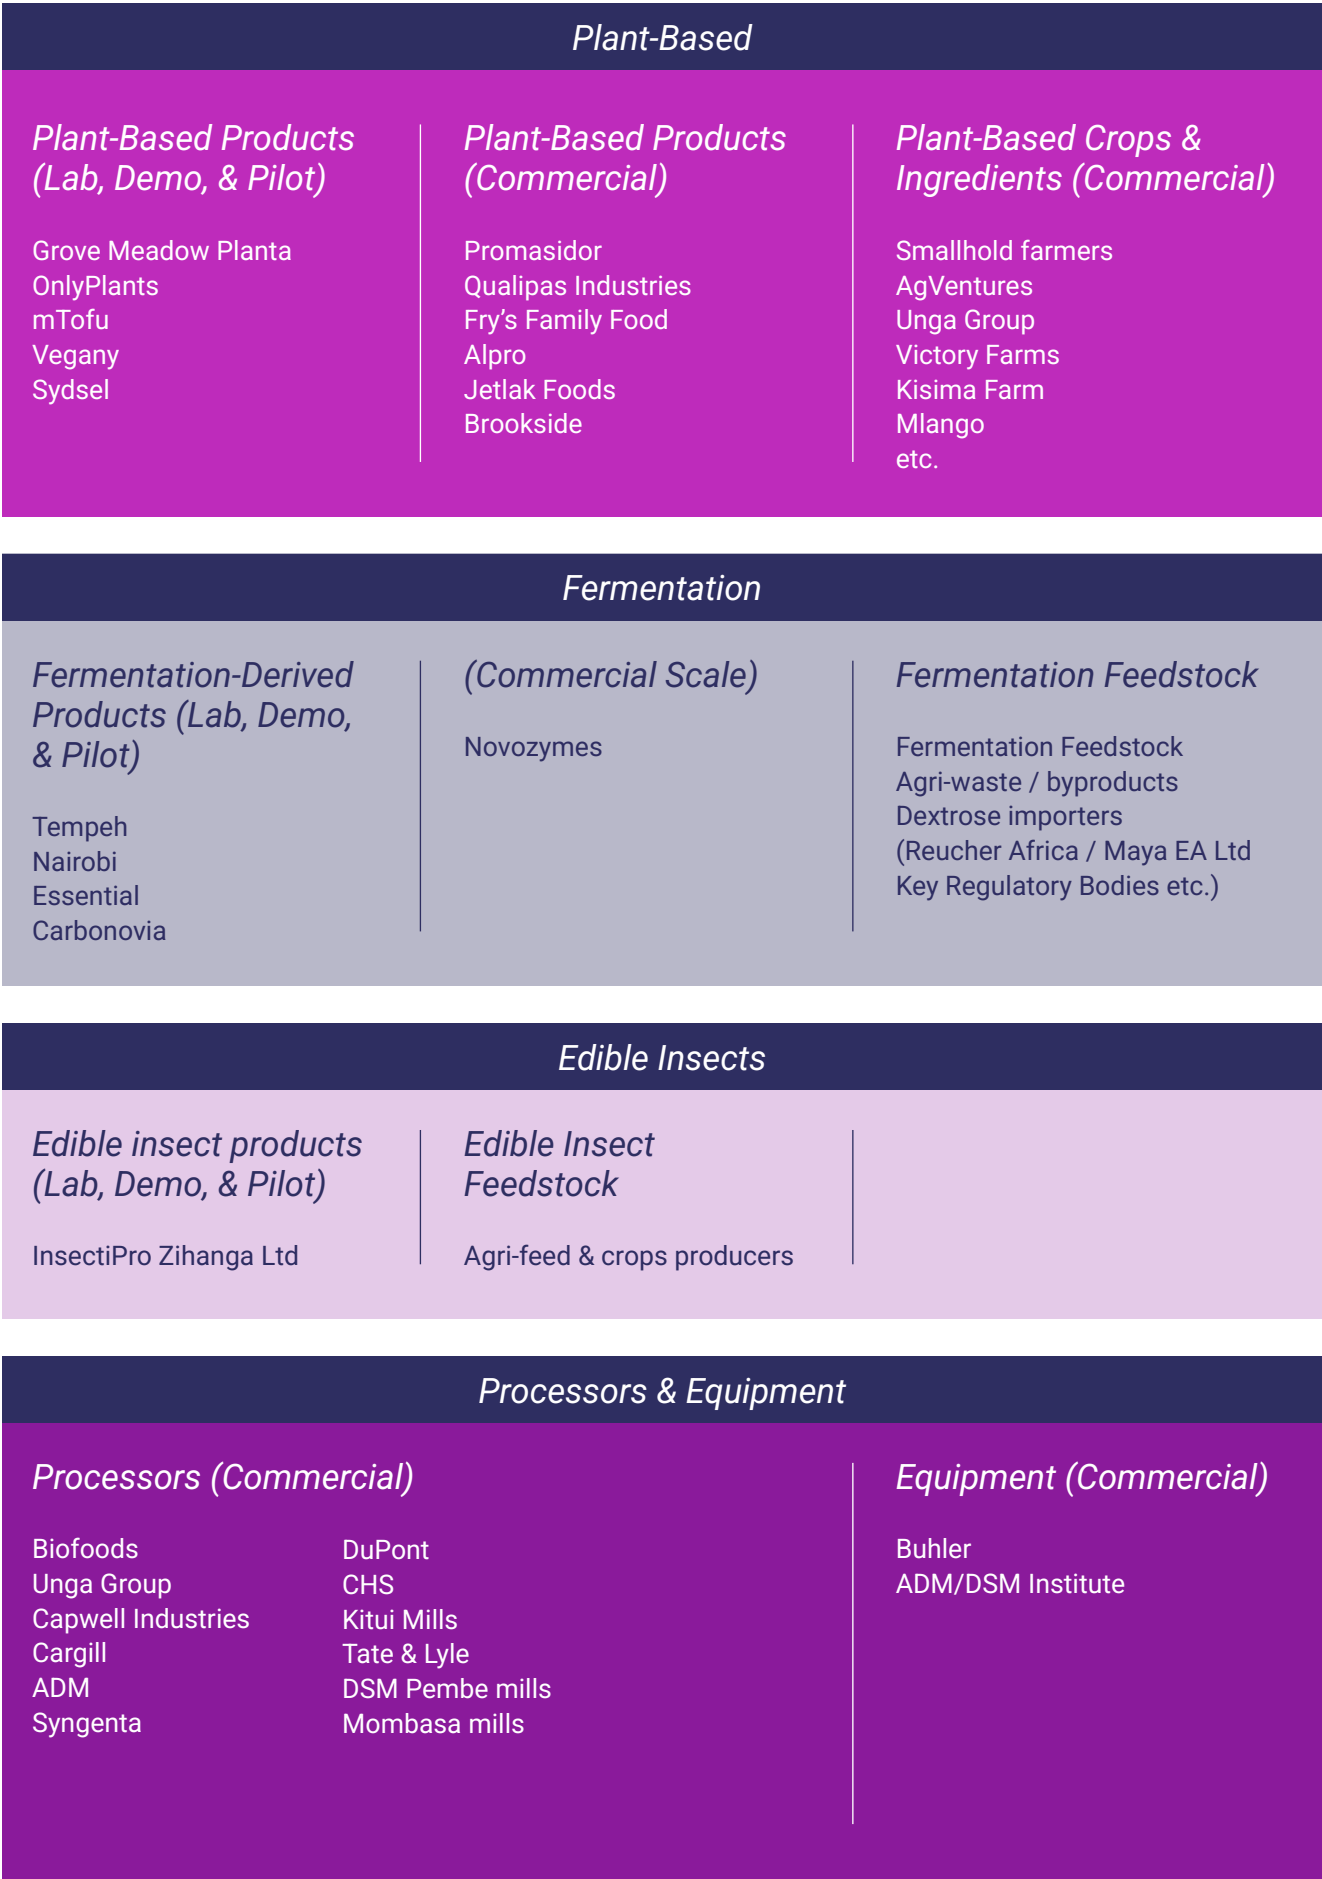 Plant-Based
Plant-Based Products
(Lab, Demo, & Pilot)
Grove Meadow Planta
OnlyPlants
mTofu
Vegany
Sydsel
Plant-Based Products
(Commercial)
Promasidor
Qualipas Industries
Fry’s Family Food
Alpro
Jetlak Foods
Brookside
Plant-Based Crops &
Ingredients (Commercial)
Smallhold farmers
AgVentures
Unga Group
Victory Farms
Kisima Farm
Mlango
etc.
Fermentation
Fermentation-Derived
Products (Lab, Demo,
& Pilot)
Tempeh
Nairobi
Essential
Carbonovia
(Commercial Scale)
Novozymes
Fermentation Feedstock
Fermentation Feedstock
Agri-waste / byproducts
Dextrose importers
(Reucher Africa / Maya EA Ltd
Key Regulatory Bodies etc.)
Edible Insects
Edible insect products
(Lab, Demo, & Pilot)
InsectiPro Zihanga Ltd
Edible Insect
Feedstock
Agri-feed & crops producers
Processors & Equipment
Processors (Commercial)
Biofoods
Unga Group
Capwell Industries
Cargill
ADM
Syngenta
DuPont
CHS
Kitui Mills
Tate & Lyle
DSM Pembe mills
Mombasa mills
Equipment (Commercial)
Buhler
ADM/DSM Institute